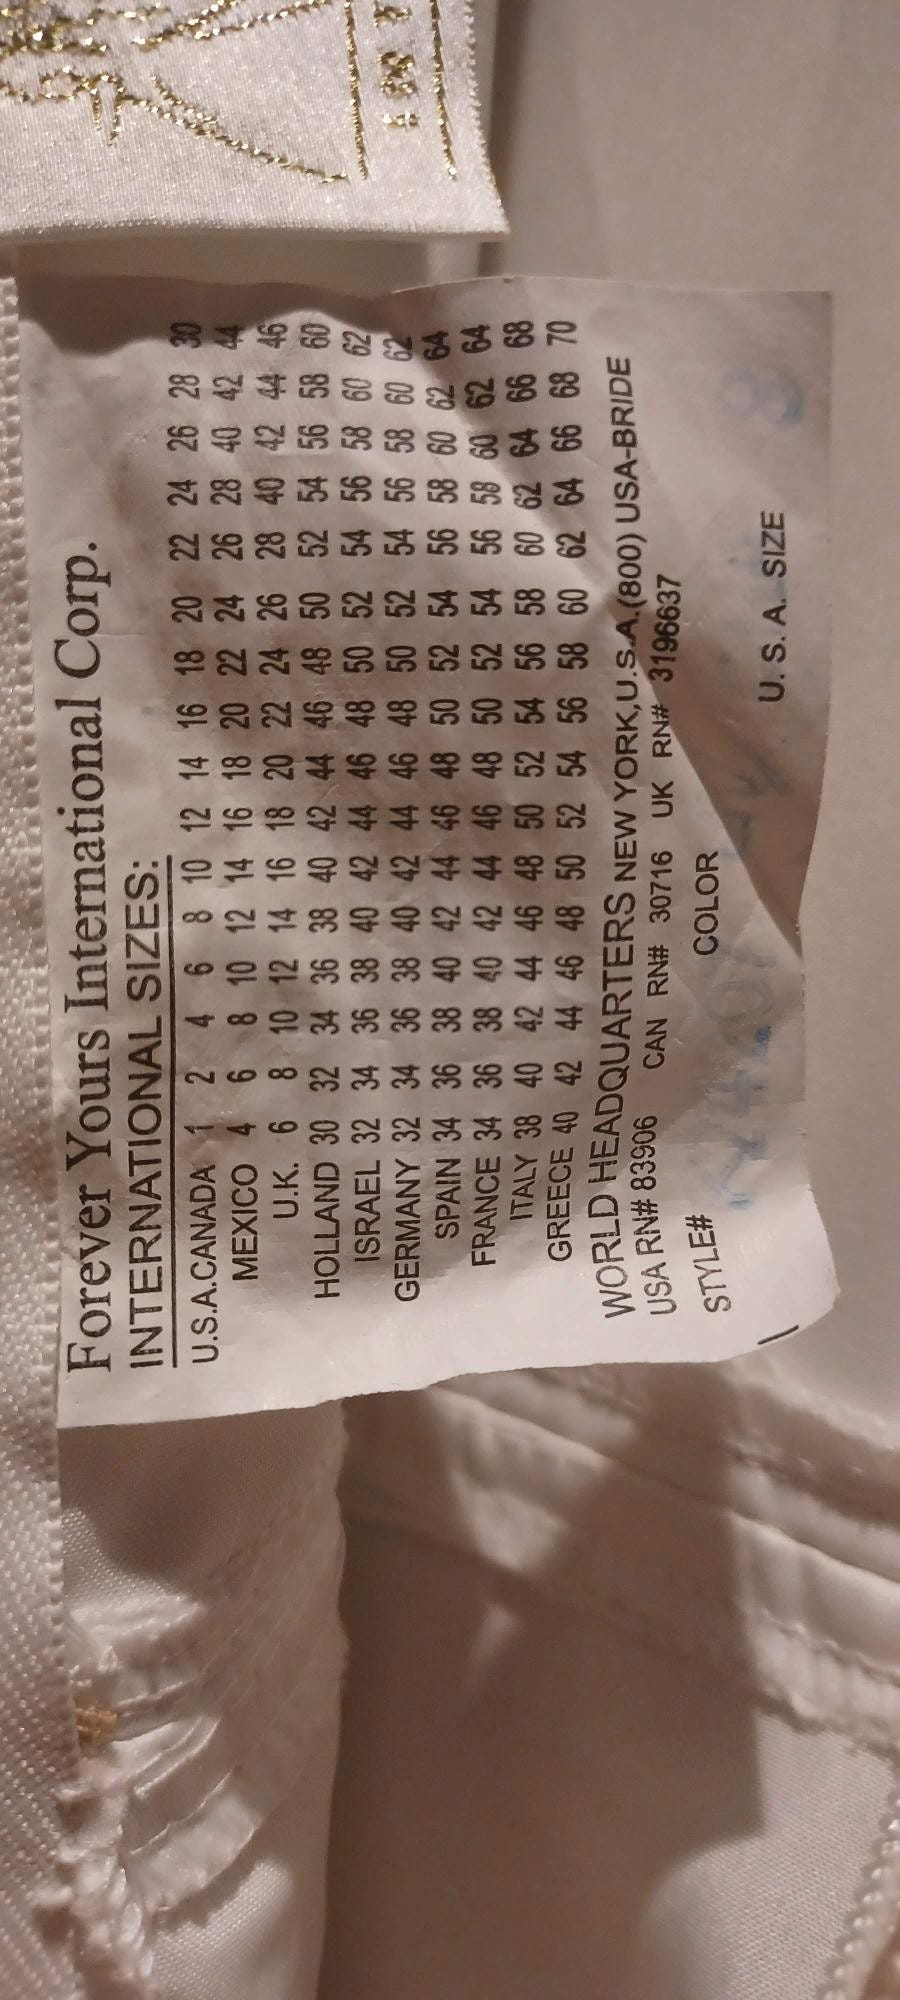 Forever Yours International Corp.
INTERNATIONAL SIZES:
U.S.A.CANADA 1 2 4 6 8 10 12 14 16 18 20 22 24 26 28 30
MEXICO 4 6 8 10 12 14 16 18 20 22 24 26 28 40 42 44
U.K. 6 8 10 12 14 16 18 20 22 24 26 28 40 42 44 46
HOLLAND 30 32 34 36 38 40 42 44 46 48 50 52 54 56 58 60
ISRAEL 32 34 36 38 40 42 44 46 48 50 52 54 56 58 60 62
GERMANY 32 34 36 38 40 42 44 46 48 50 52 54 56 58 60 62
SPAIN 34 36 38 40 42 44 46 48 50 52 54 56 58 60 62 64
FRANCE 34 36 38 40 42 44 46 48 50 52 54 56 58 60 62 64
ITALY 38 40 42 44 46 48 50 52 54 56 58 60 62 64 66 68
GREECE 40 42 44 46 48 50 52 54 56 58 60 62 64 66 68 70
WORLD HEADQUARTERS NEW YORK,U.S.A.(800) USA-BRIDE
USA RN# 83906 CAN RN# 30716 UK RN# 3196637
STYLE# COLOR
U. S. A. SIZE 8